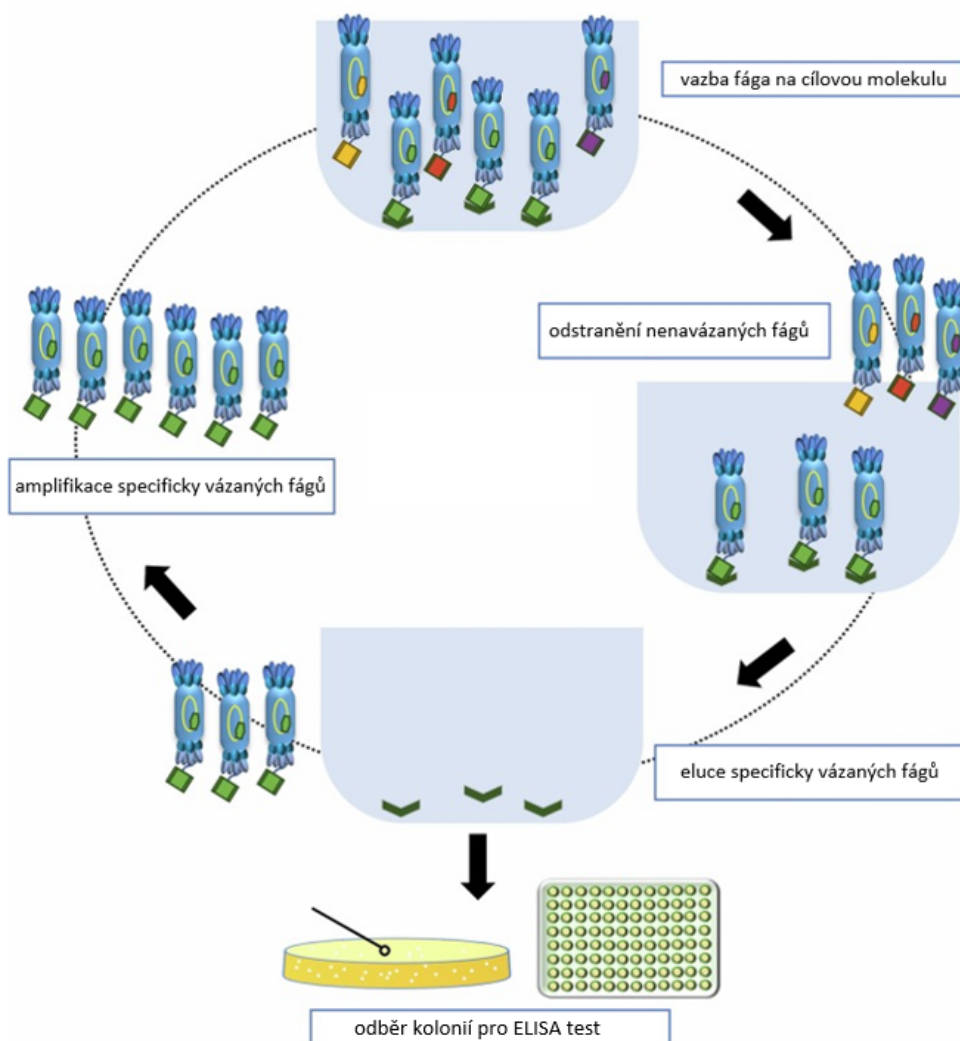 vazba fága na cílovou molekulu
odstranění nenavázaných fágů
amplifikace specificky vázaných fágů
eluce specificky vázaných fágů
odběr kolonií pro ELISA test